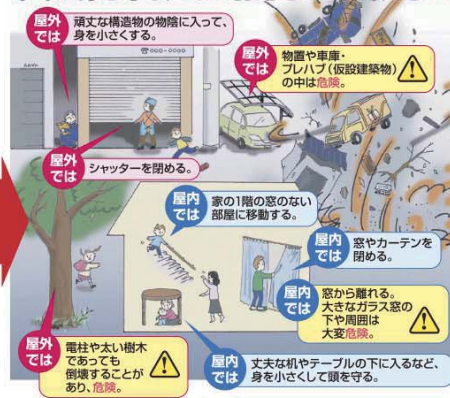 屋外
では
頑丈な構造物の物陰に入って、
身を小さくする。
屋外
では
物置や車庫・
プレハブ（仮設建築物）
の中は危険。
屋外
では
シャッターを閉める。
屋内
では
家の1階の窓のない
部屋に移動する。
屋内
では
窓やカーテンを
閉める。
屋内
では
窓から離れる。
大きなガラス窓の
下や周囲は
大変危険。
屋外
では
電柱や太い樹木
であっても
倒壊することが
あり、危険。
屋内
では
丈夫な机やテーブルの下に入るなど、
身を小さくして頭を守る。